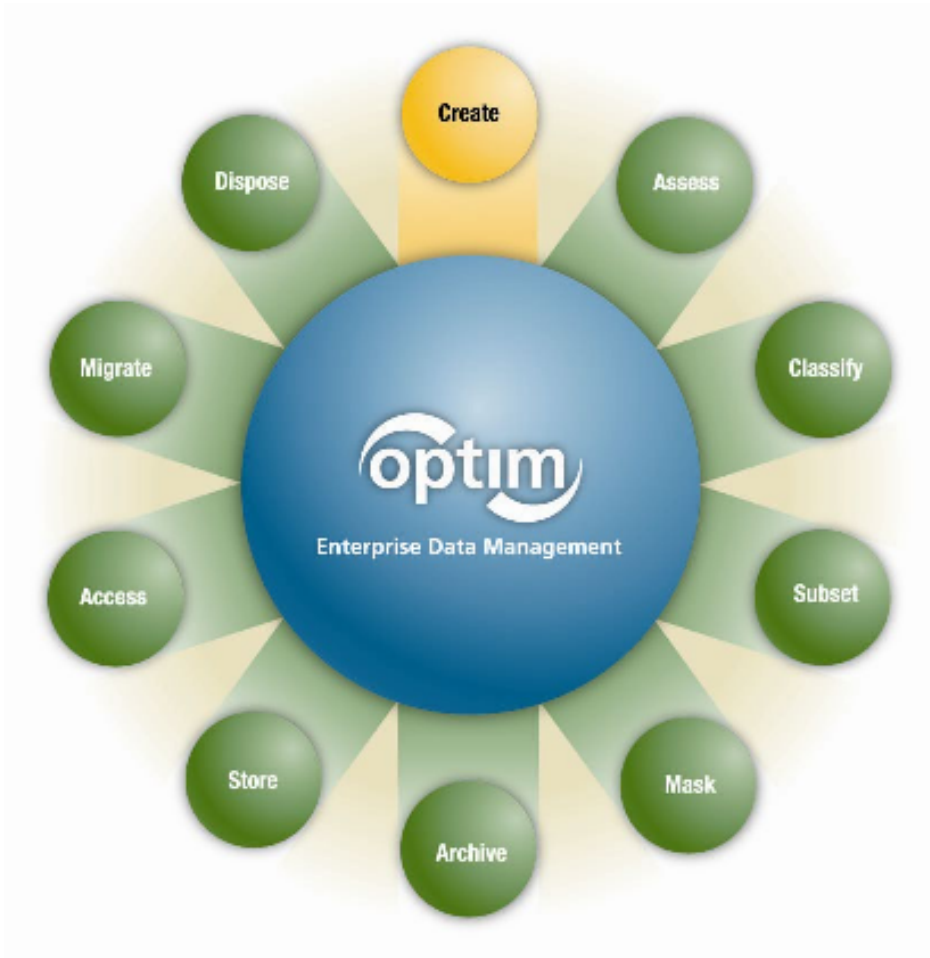 Create
Assess
Classify
Subset
Mask
Archive
Store
Access
Migrate
Dispose
optim
Enterprise Data Management